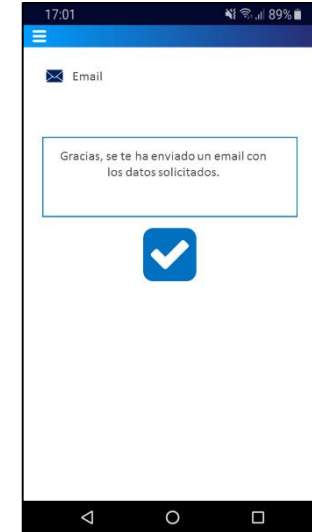 17:01 89%
Email
Gracias, se te ha enviado un email con
los datos solicitados.